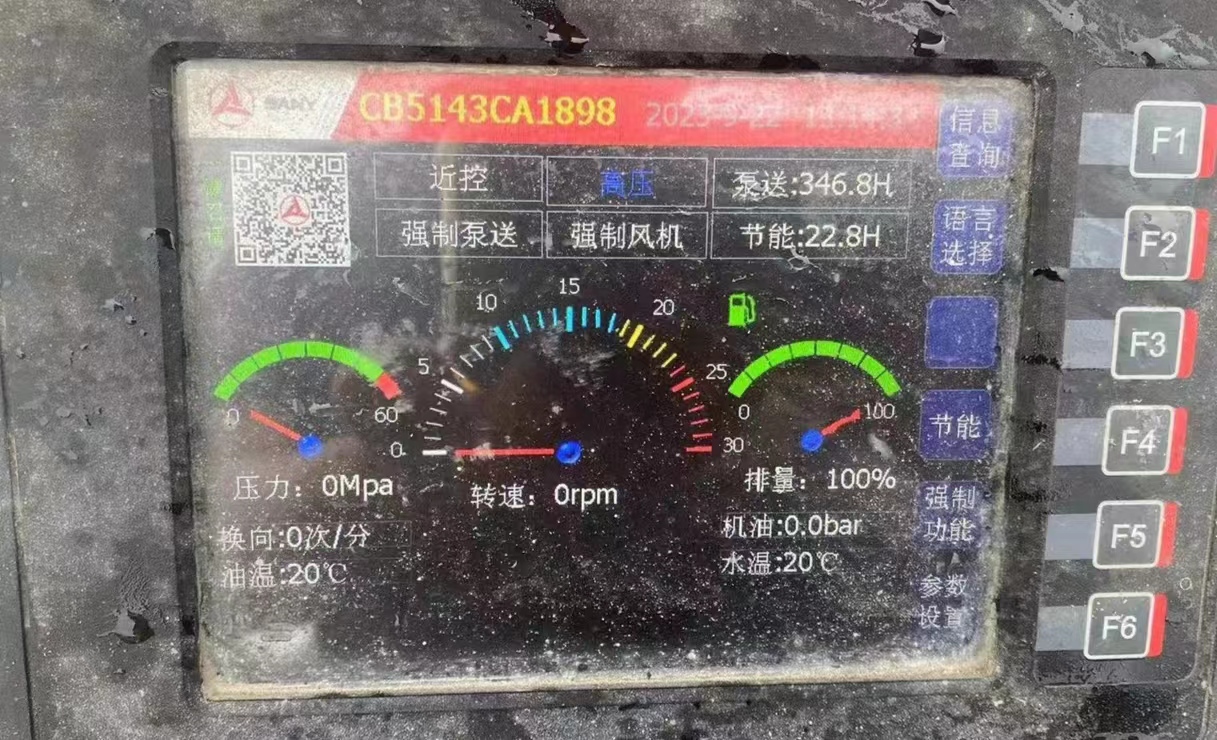 SANY
CB5143CA1898
信息
查询
近控
高压
泵送:346.8H
强制泵送
强制风机
节能:22.8H
语言
选择
0
60
0
5
10
15
20
25
30
0
100
节能
压力: 0Mpa
转速: 0rpm
排量: 100%
换向:0次/分
油温:20℃
机油:0.0bar
水温:20℃
强制
功能
参数
设置
F1
F2
F3
F4
F5
F6